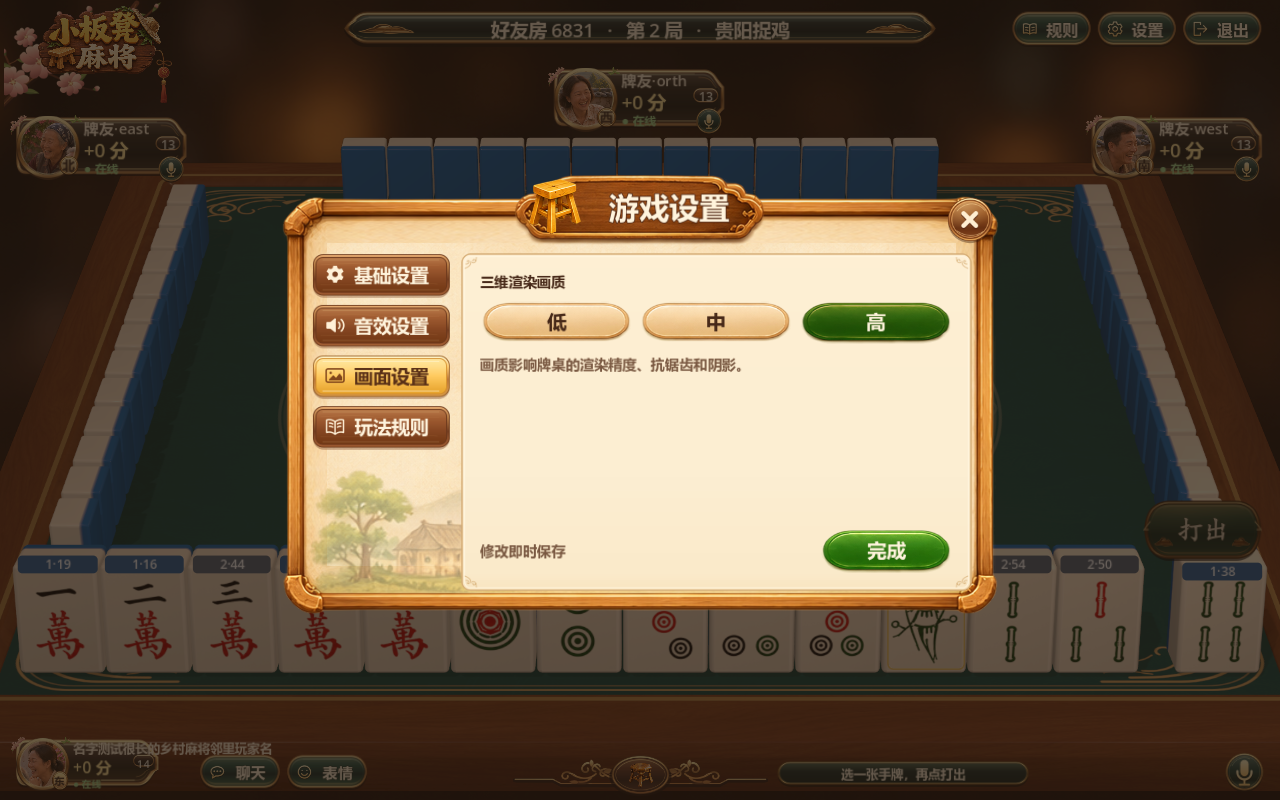 小板凳
麻将
好友房 6831 · 第 2 局 · 贵阳捉鸡
规则
设置
退出
牌友·orth
+0 分
13
在线
牌友·east
+0 分
13
北
在线
牌友·west
+0 分
13
在线
游戏设置
基础设置
音效设置
画面设置
玩法规则
三维渲染画质
低
中
高
画质影响牌桌的渲染精度、抗锯齿和阴影。
修改即时保存
完成
打出
1·19
1·16
2·44
2·54
2·50
1·38
一
二
三
萬
萬
萬
萬
萬
名字测试很长的乡村麻将邻里玩家名
+0 分
14
东
在线
聊天
表情
选一张手牌，再点打出